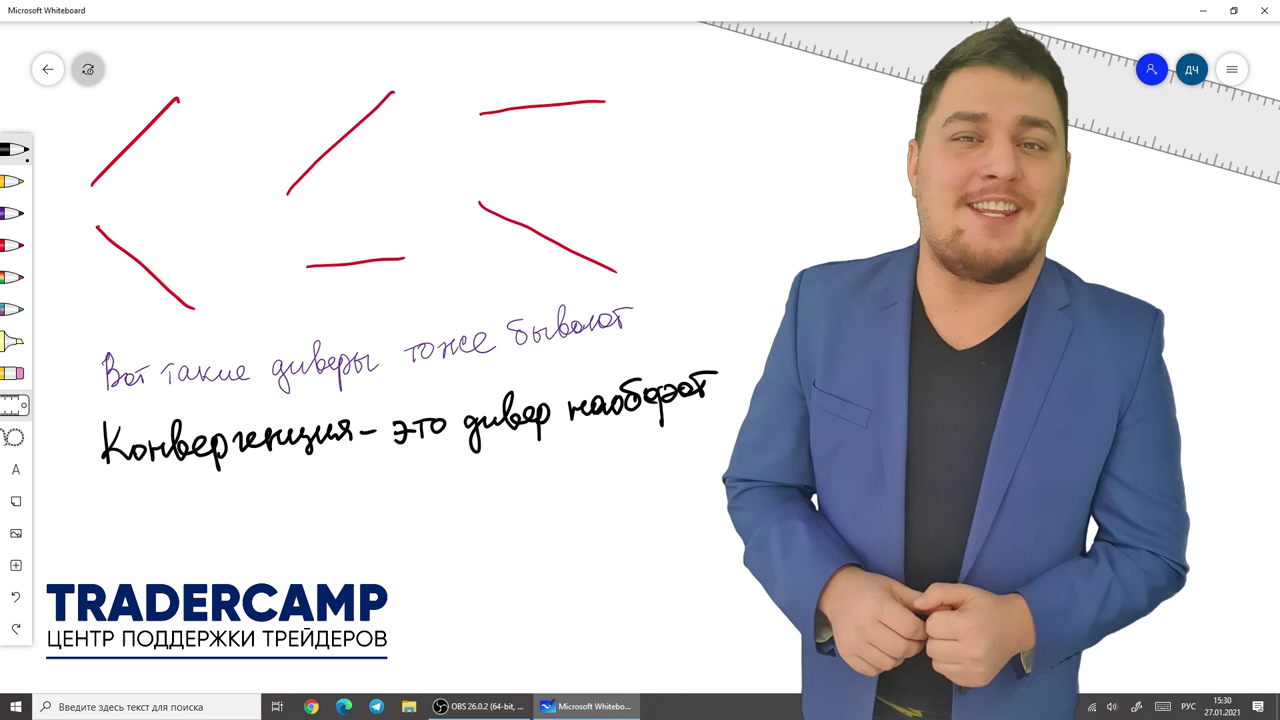 Microsoft Whiteboard
ДЧ
Вот такие диверы тоже бывают
Конвергенция - это дивер наоборот
A
TRADERCAMP
ЦЕНТР ПОДДЕРЖКИ ТРЕЙДЕРОВ
Введите здесь текст для поиска
OBS 26.0.2 (64-bit, ...
Microsoft Whitebo...
РУС
15:30
27.01.2021